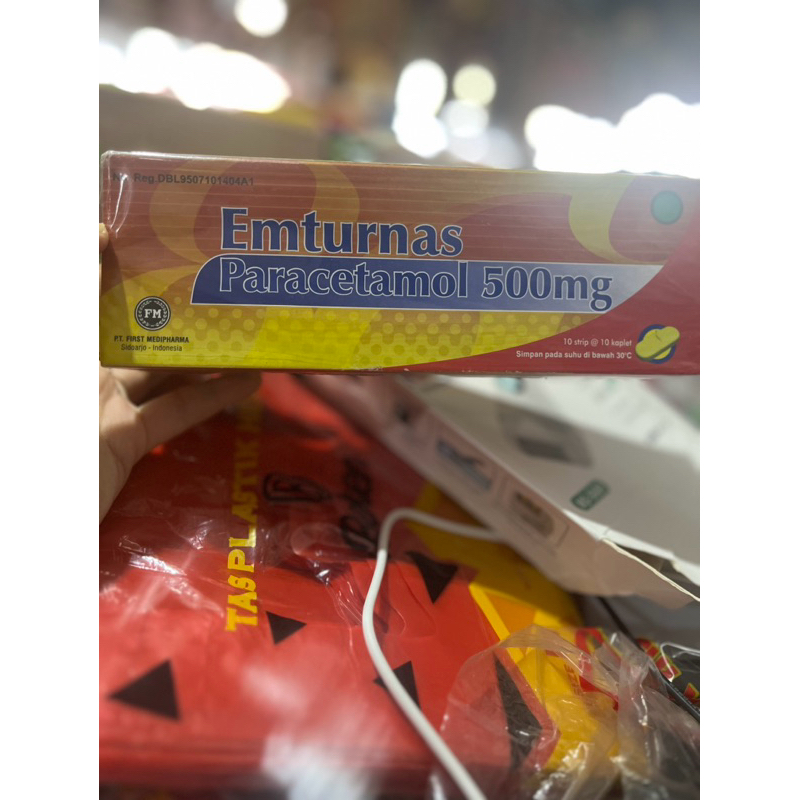 Reg.DBL9507101404A1
Emturnas
Paracetamol 500mg
FM
P.T. FIRST MEDIPHARMA
Sidoarjo - Indonesia
10 strip @ 10 kaplet
Simpan pada suhu di bawah 30°C
TAS PLASTIK